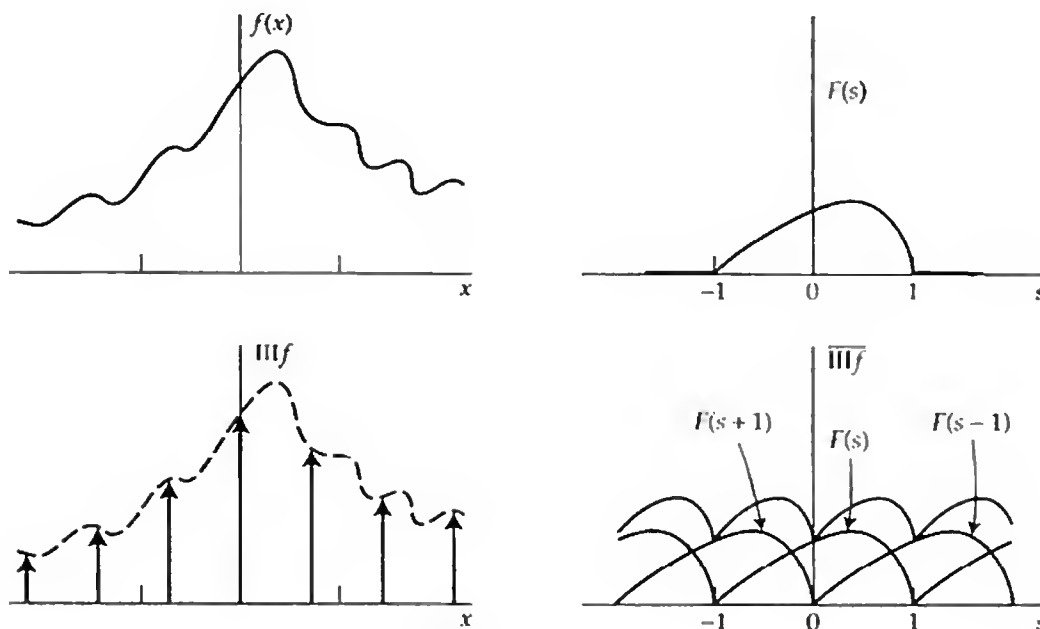 f(x)
x
F(s)
−1 0 1 s
IIIf
x
IIIf
F(s + 1) F(s) F(s − 1)
−1 0 1 s